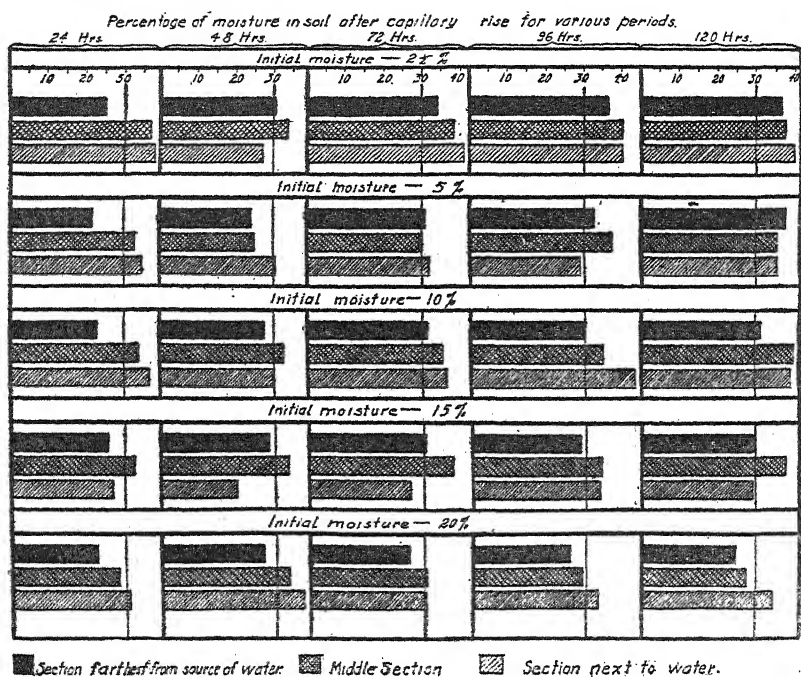 Percentage of moisture in soil after capillary rise for various periods.
24 Hrs. 48 Hrs. 72 Hrs. 96 Hrs. 120 Hrs.
Initial moisture — 2½ %
10 20 30 10 20 30 10 20 30 40 10 20 30 40 10 20 30 40
Initial moisture — 5 %
Initial moisture — 10 %
Initial moisture — 15 %
Initial moisture — 20 %
Section farthest from source of water. Middle Section Section next to water.